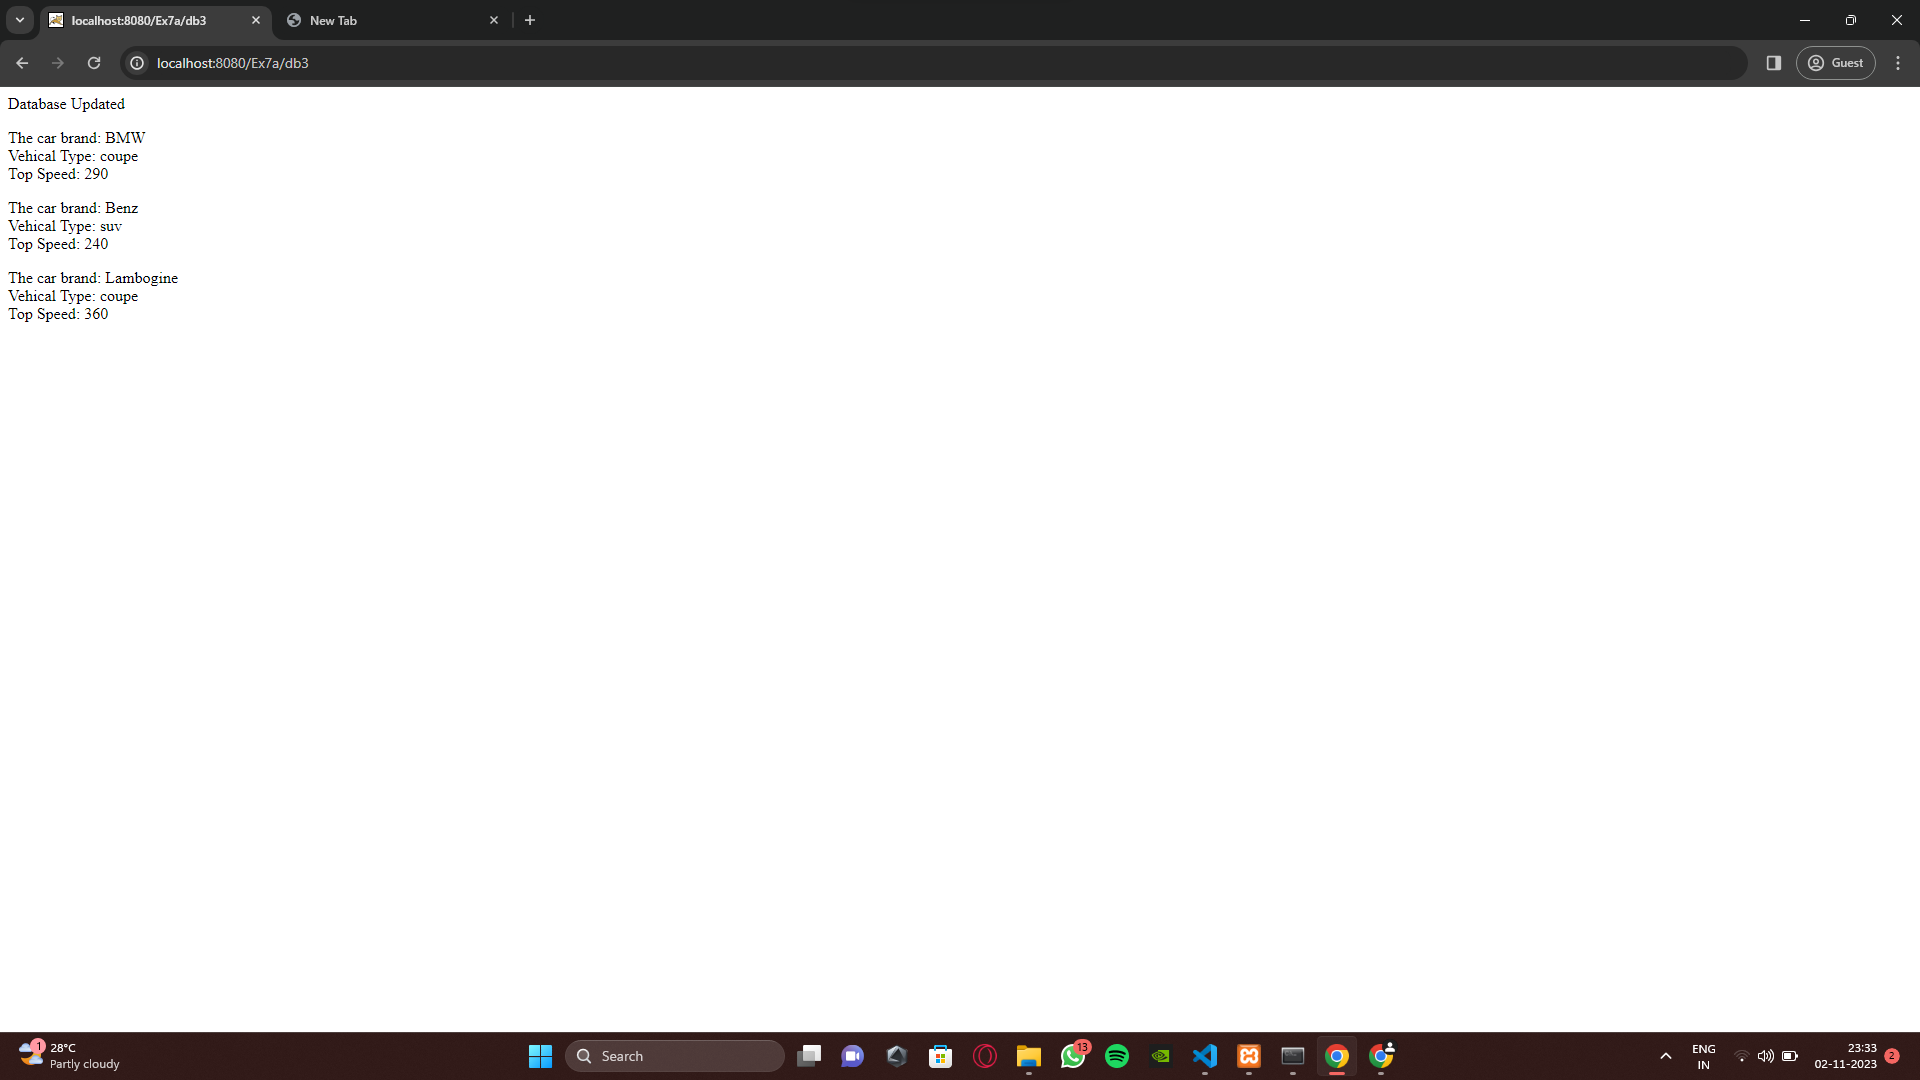 localhost:8080/Ex7a/db3
New Tab
localhost:8080/Ex7a/db3
Guest
Database Updated
The car brand: BMW
Vehical Type: coupe
Top Speed: 290
The car brand: Benz
Vehical Type: suv
Top Speed: 240
The car brand: Lambogine
Vehical Type: coupe
Top Speed: 360
1
28°C
Partly cloudy
Search
13
ENG
IN
23:33
02-11-2023
2